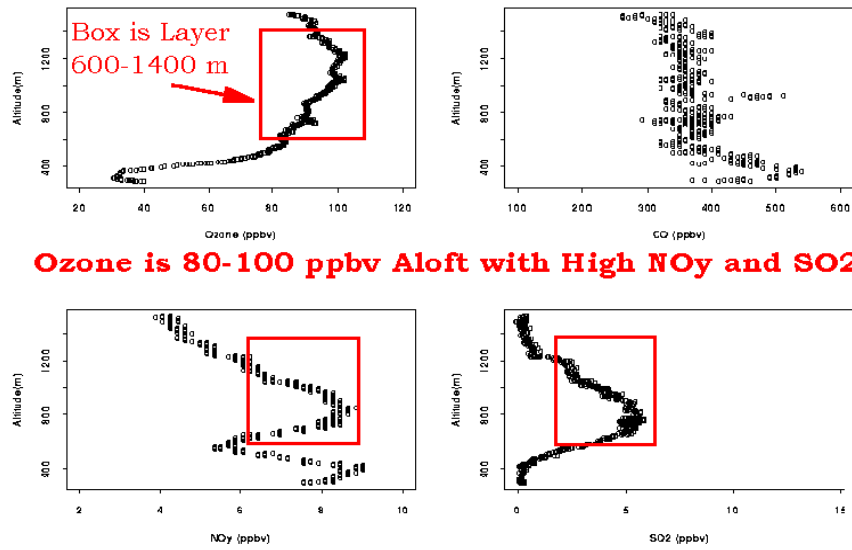 Box is Layer
600-1400 m
Altitude(m)
400 800 1200
20 40 60 80 100 120
Ozone (ppbv)
Altitude(m)
400 800 1200
100 200 300 400 500 600
CO (ppbv)
Ozone is 80-100 ppbv Aloft with High NOy and SO2
Altitude(m)
400 800 1200
2 4 6 8 10
NOy (ppbv)
Altitude(m)
400 800 1200
0 5 10 15
SO2 (ppbv)